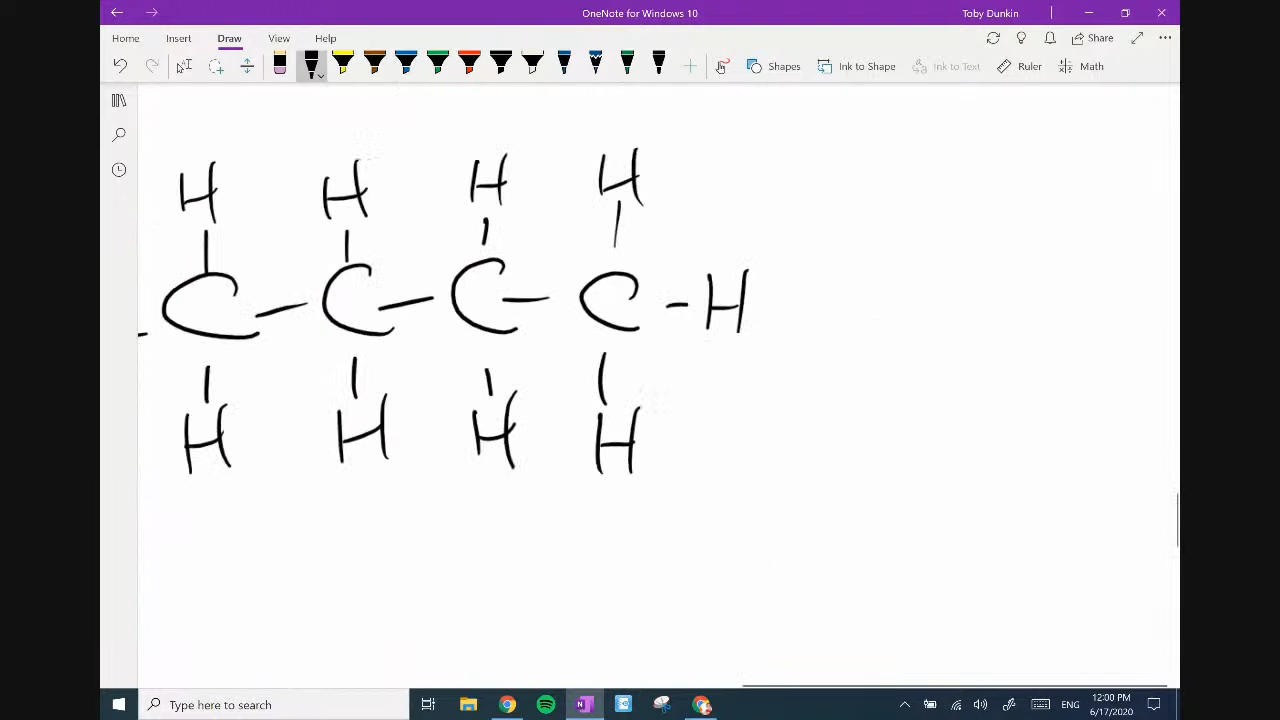 OneNote for Windows 10
Toby Dunkin
Home Insert Draw View Help
Share
Shapes Ink to Shape Ink to Text Ruler Math
H H H H
C - C - C - C - H
H H H H
Type here to search
ENG
12:00 PM
6/17/2020